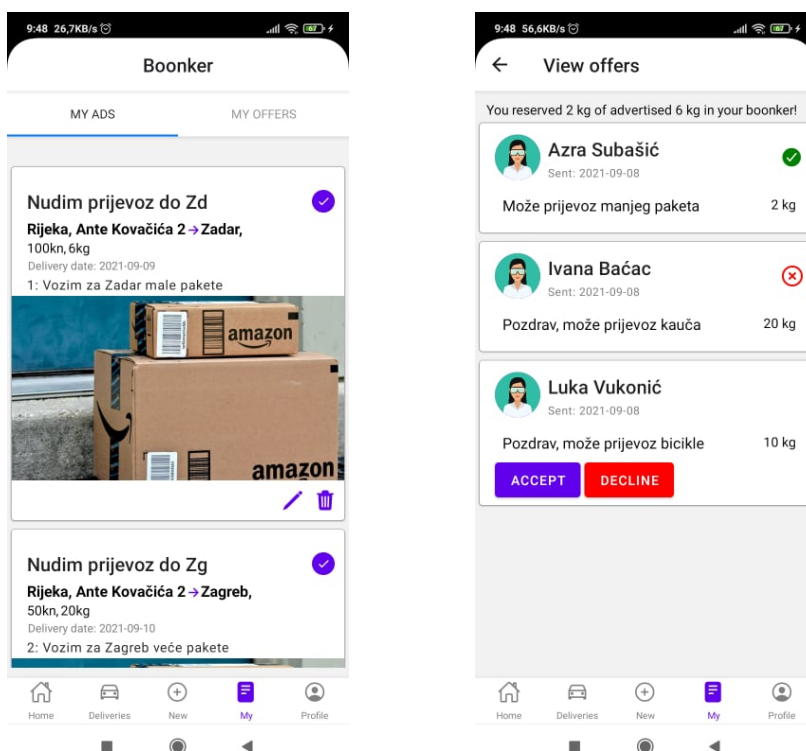 9:48 26,7KB/s
67
Boonker
MY ADS
MY OFFERS
Nudim prijevoz do Zd
Rijeka, Ante Kovačića 2→Zadar,
100kn, 6kg
Delivery date: 2021-09-09
1: Vozim za Zadar male pakete
amazon
amazon
Nudim prijevoz do Zg
Rijeka, Ante Kovačića 2→Zagreb,
50kn, 20kg
Delivery date: 2021-09-10
2: Vozim za Zagreb veće pakete
Home Deliveries New My Profile
9:48 56,6KB/s
67
View offers
You reserved 2 kg of advertised 6 kg in your boonker!
Azra Subašić
Sent: 2021-09-08
Može prijevoz manjeg paketa 2 kg
Ivana Baćac
Sent: 2021-09-08
Pozdrav, može prijevoz kauča 20 kg
Luka Vukonić
Sent: 2021-09-08
Pozdrav, može prijevoz bicikle 10 kg
ACCEPT DECLINE
Home Deliveries New My Profile